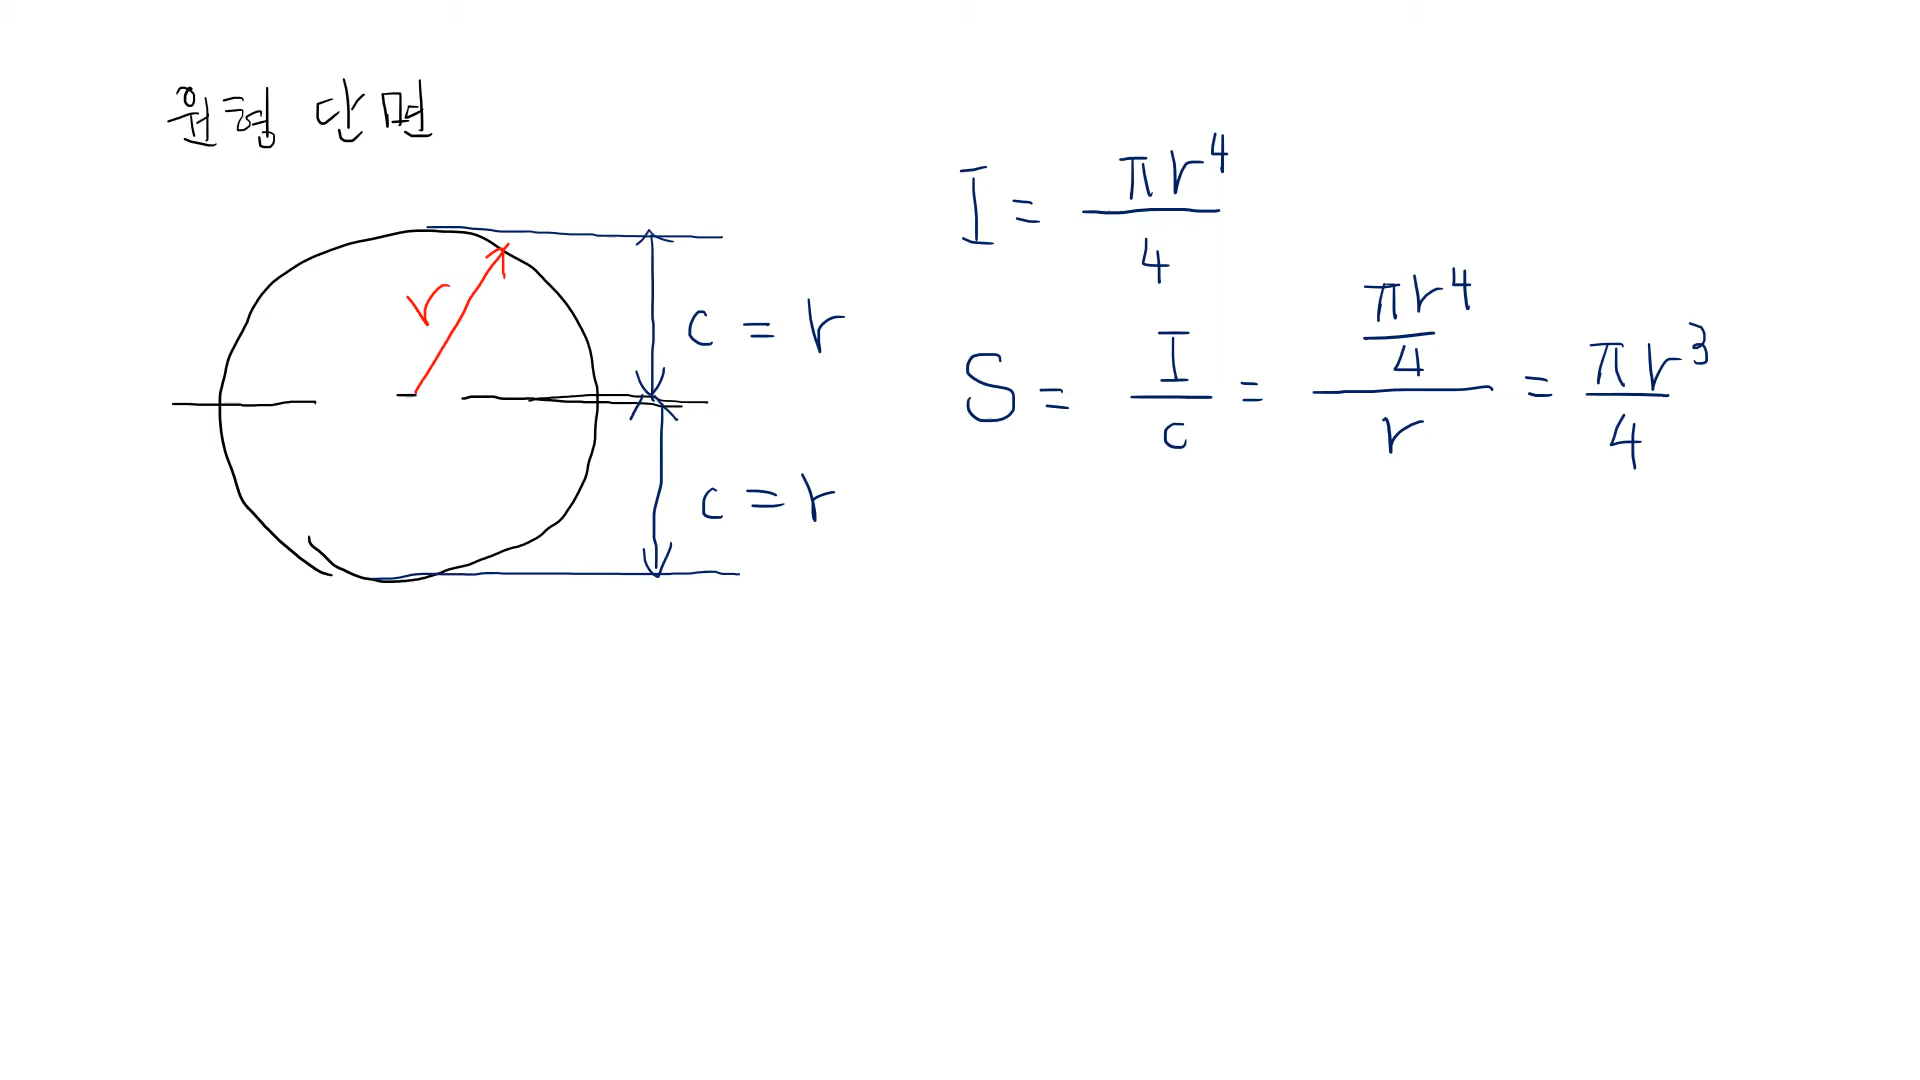 원형 단면
r
c = r
c = r
I = πr⁴/4
S = I/c = (πr⁴/4)/r = πr³/4